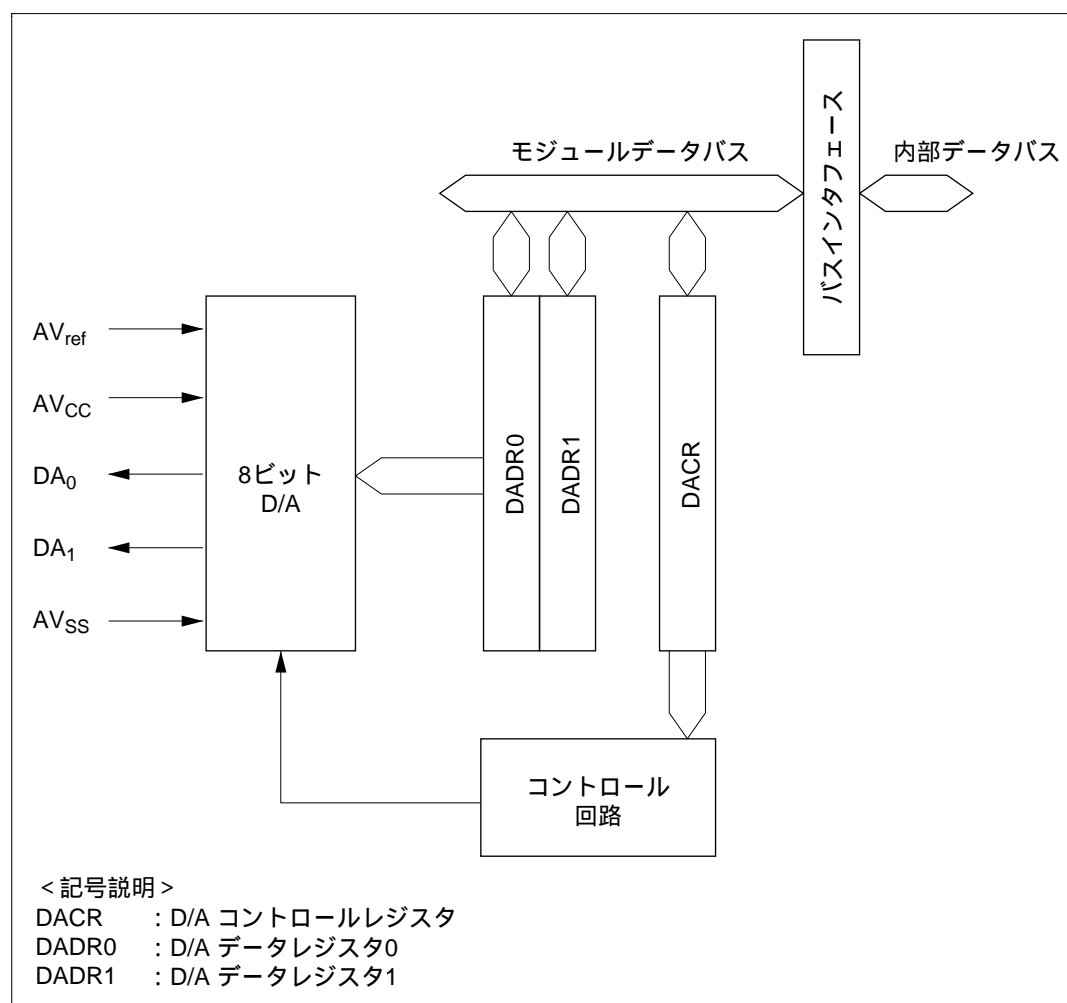 バスインタフェース
モジュールデータバス
内部データバス
AVref
AVCC
DA0
DA1
AVSS
8ビット
D/A
DADR0
DADR1
DACR
コントロール
回路
＜記号説明＞
DACR : D/A コントロールレジスタ
DADR0 : D/A データレジスタ0
DADR1 : D/A データレジスタ1